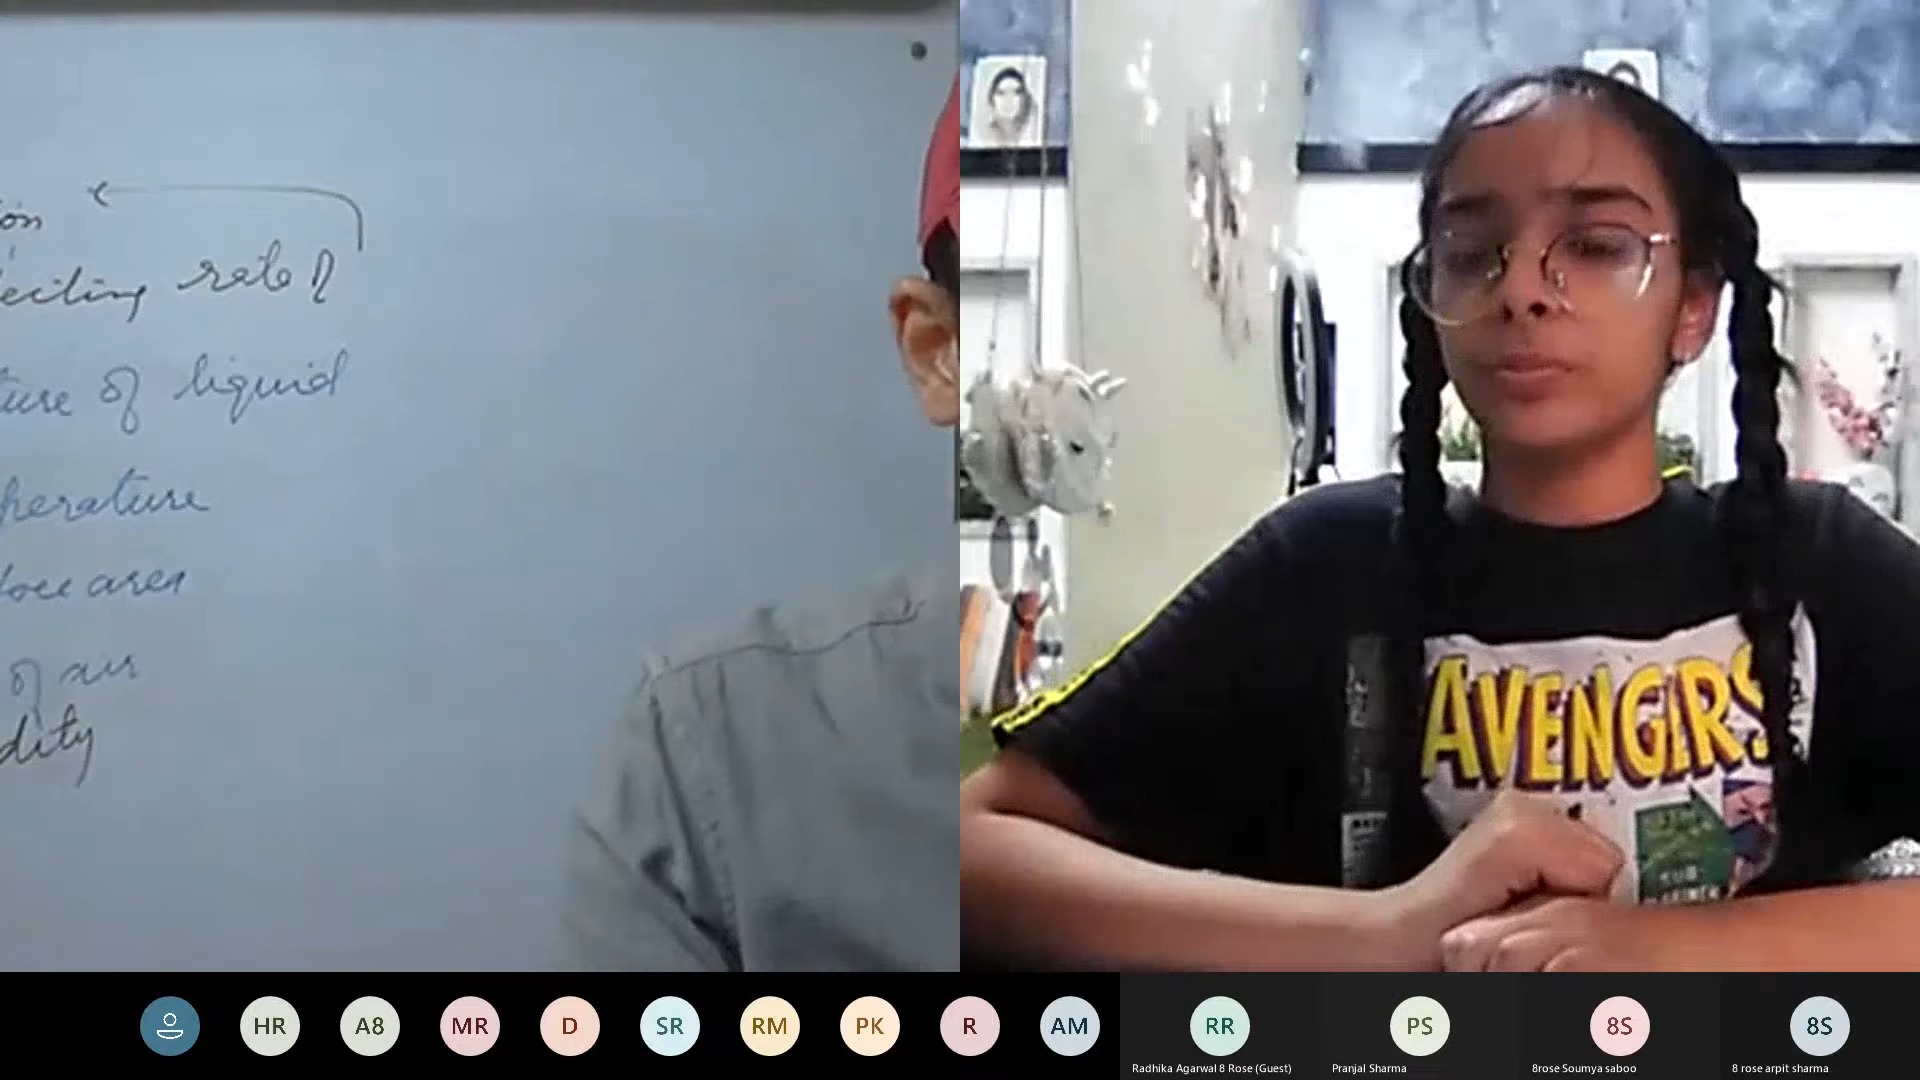 ion
ecting rate of
ture of liquid
perature
face area
of air
dity
AVENGERS
HR A8 MR D SR RM PK R AM RR PS 8S 8S
Radhika Agarwal 8 Rose (Guest) Pranjal Sharma 8rose Soumya saboo 8 rose arpit sharma